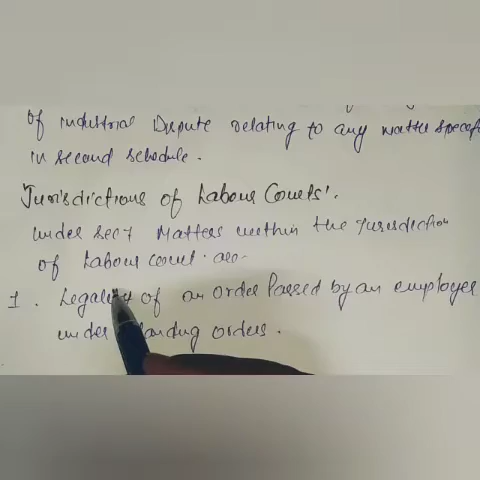 of industrial Dispute relating to any matter specif
in second schedule.
"Jurisdictions of Labour Courts".
under sec 7 Matters within the Jurisdiction
of Labour court are-
1. Legality of an order Passed by an employer
under standing orders.